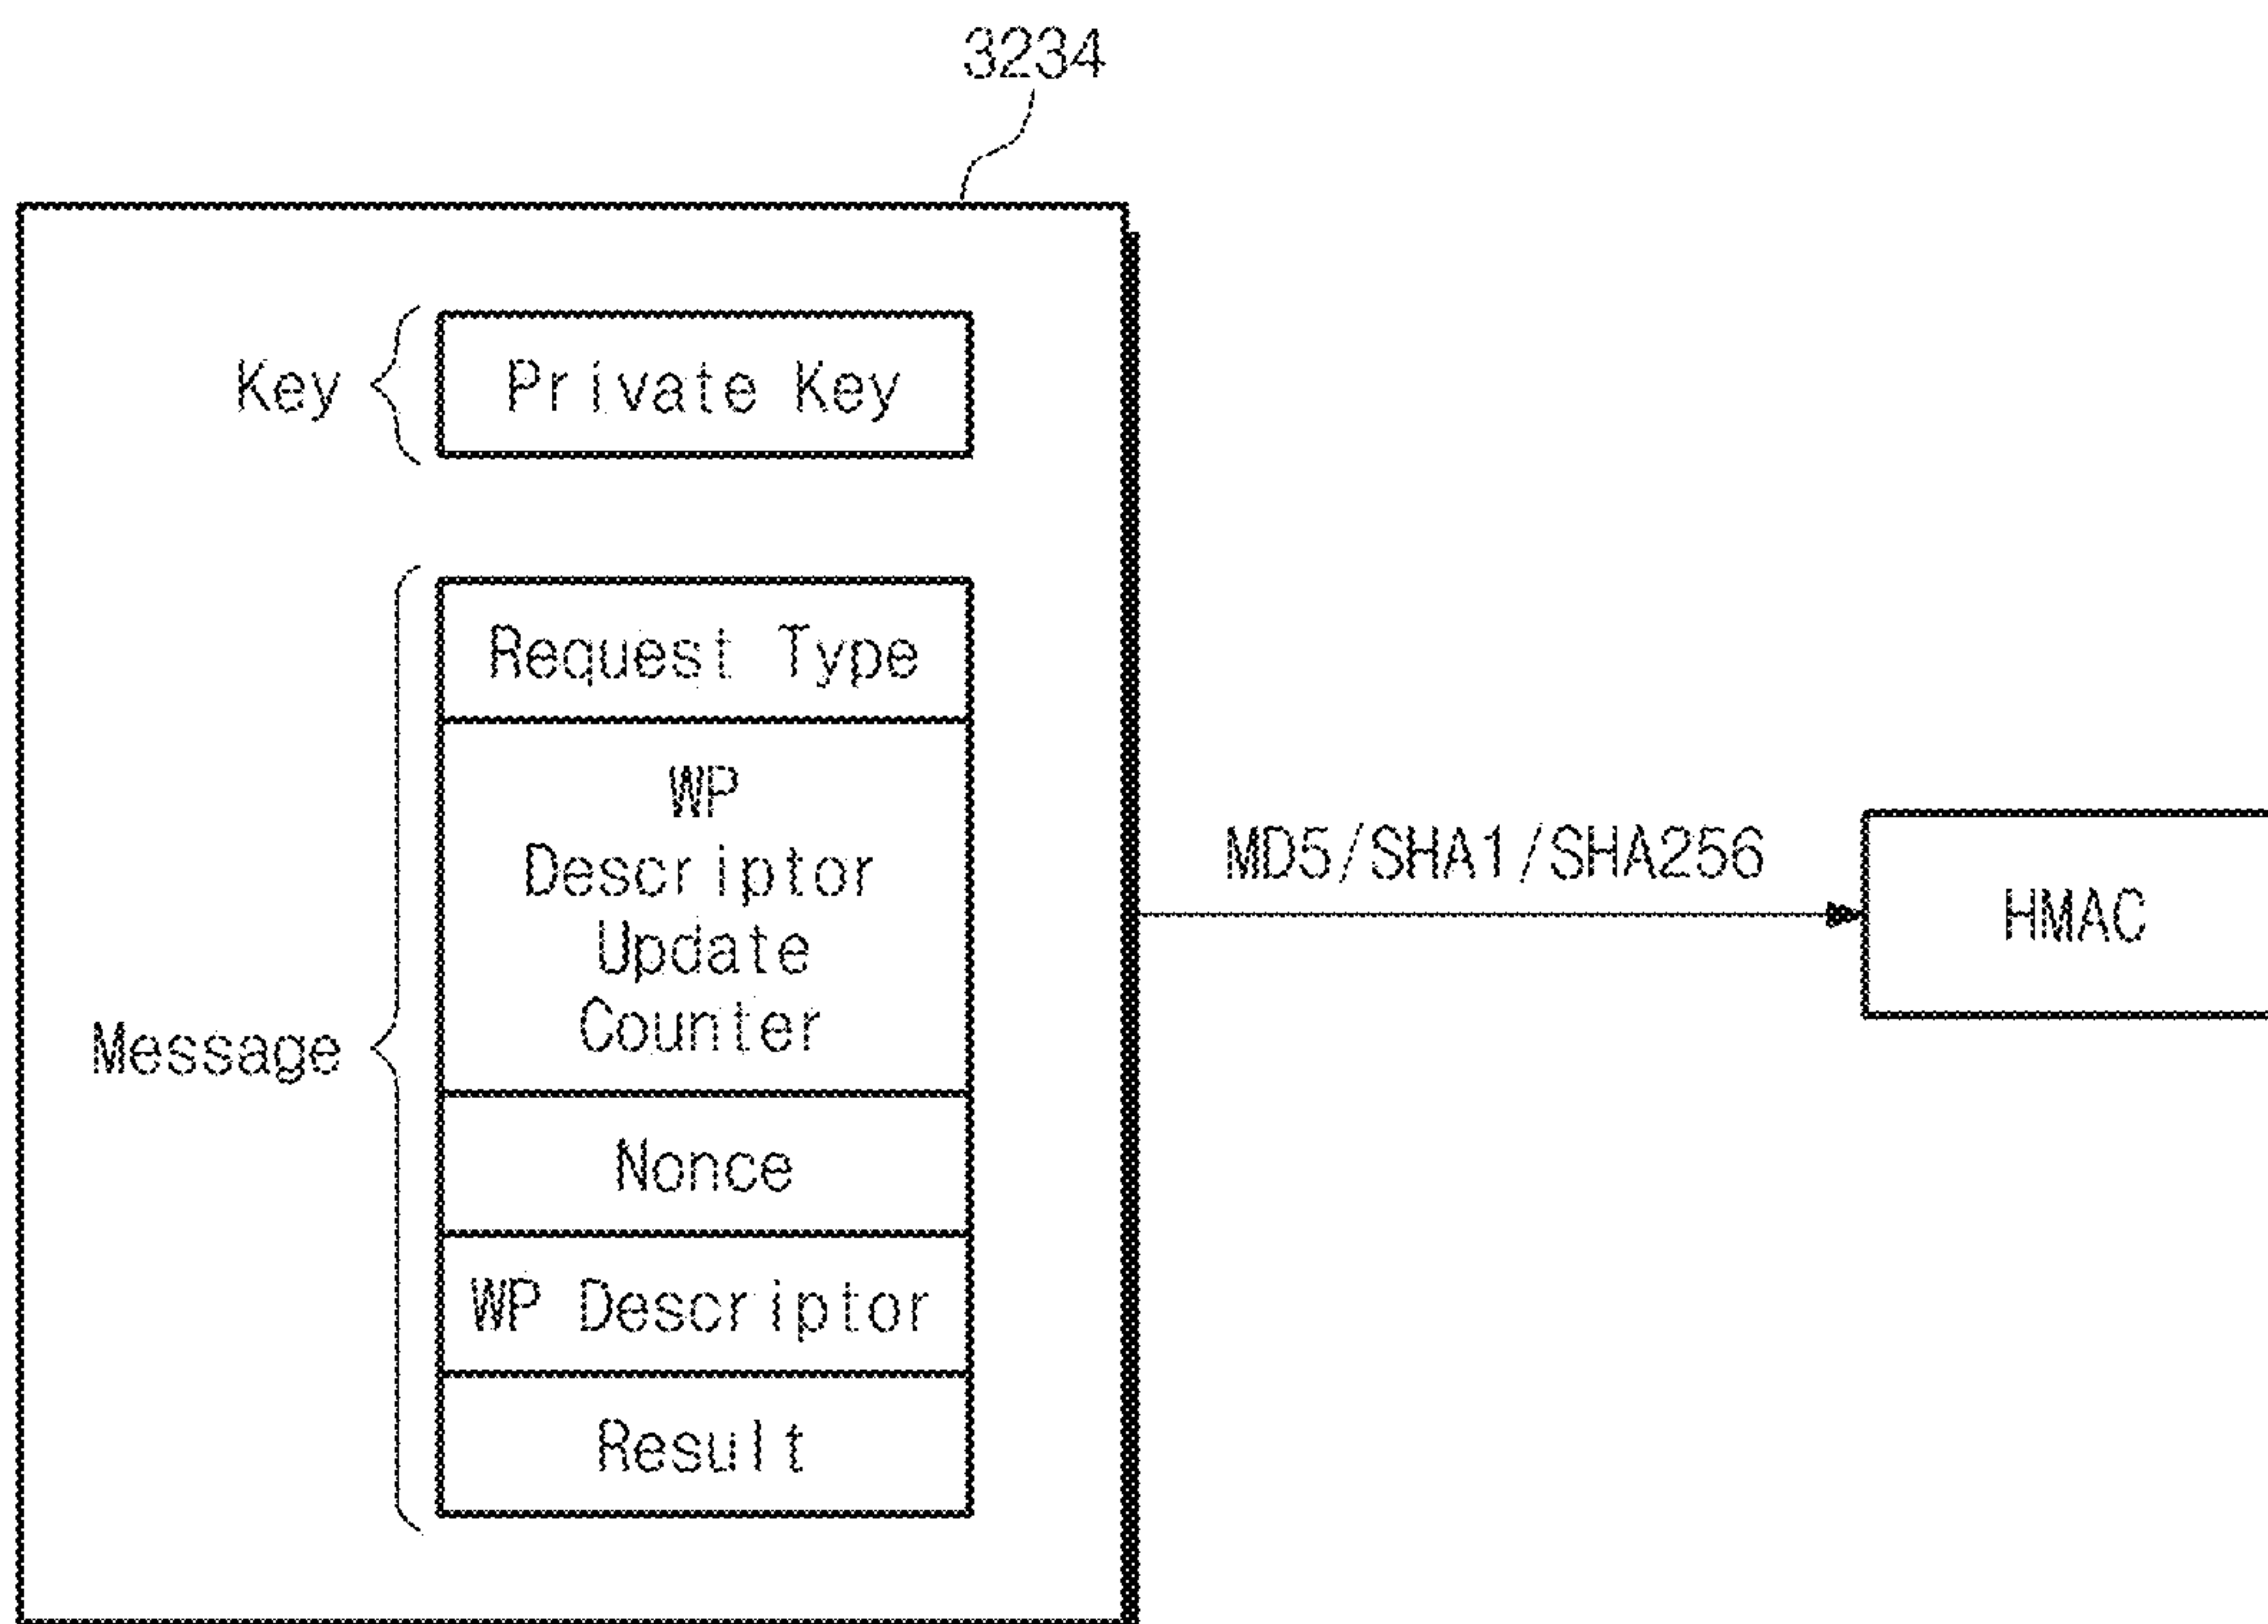 3234
Key
Private Key
Message
Request Type
WP
Descriptor
Update
Counter
Nonce
WP Descriptor
Result
MD5/SHA1/SHA256
HMAC